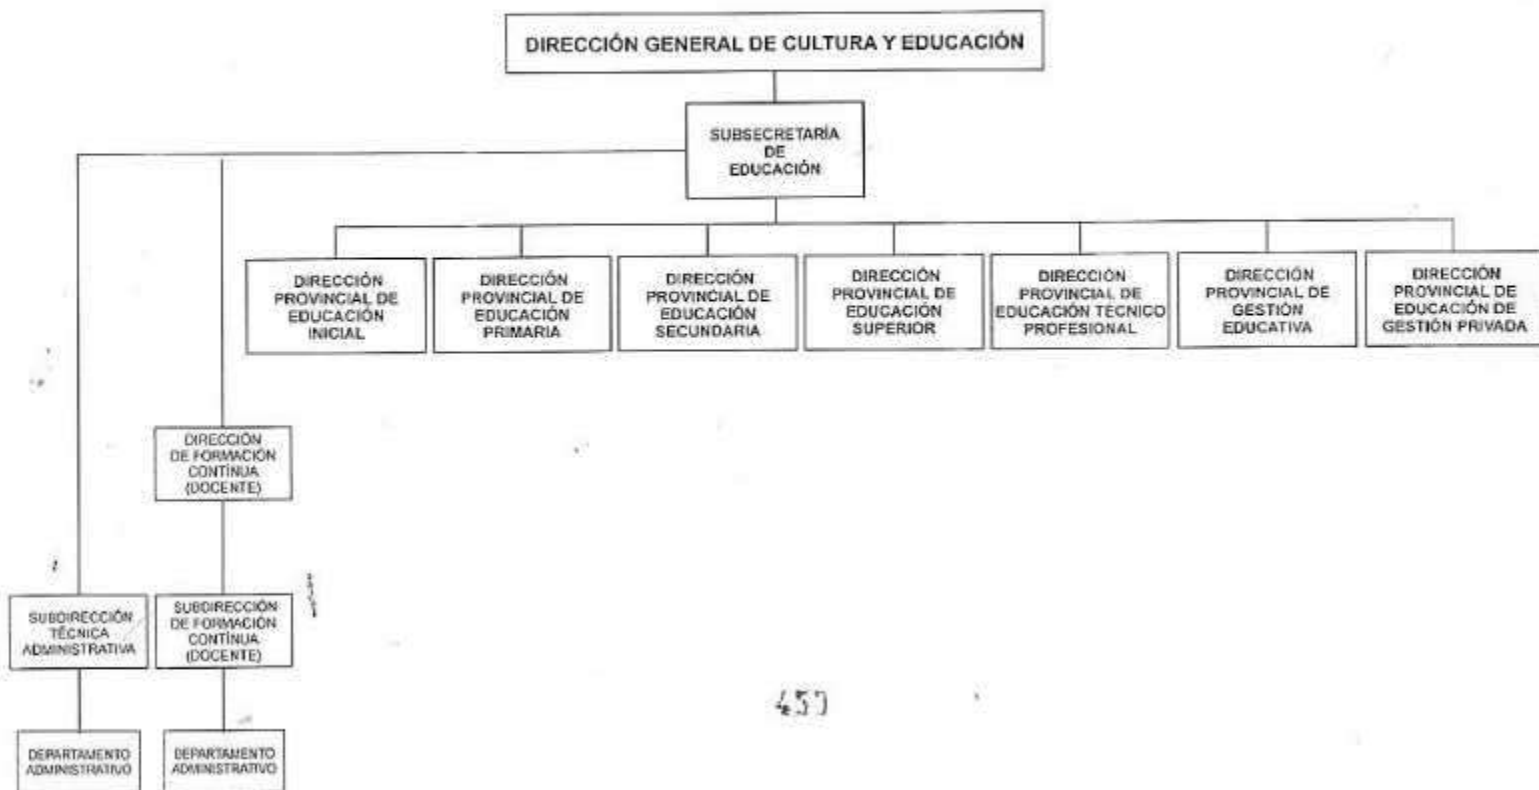 DIRECCIÓN GENERAL DE CULTURA Y EDUCACIÓN
SUBSECRETARÍA
DE
EDUCACIÓN
DIRECCIÓN
PROVINCIAL DE
EDUCACIÓN
INICIAL
DIRECCIÓN
PROVINCIAL DE
EDUCACIÓN
PRIMARIA
DIRECCIÓN
PROVINCIAL DE
EDUCACIÓN
SECUNDARIA
DIRECCIÓN
PROVINCIAL DE
EDUCACIÓN
SUPERIOR
DIRECCIÓN
PROVINCIAL DE
EDUCACIÓN TÉCNICO
PROFESIONAL
DIRECCIÓN
PROVINCIAL DE
GESTIÓN
EDUCATIVA
DIRECCIÓN
PROVINCIAL DE
EDUCACIÓN DE
GESTIÓN PRIVADA
DIRECCIÓN
DE FORMACIÓN
CONTÍNUA
(DOCENTE)
SUBDIRECCIÓN
TÉCNICA
ADMINISTRATIVA
SUBDIRECCIÓN
DE FORMACIÓN
CONTÍNUA
(DOCENTE)
DEPARTAMENTO
ADMINISTRATIVO
DEPARTAMENTO
ADMINISTRATIVO